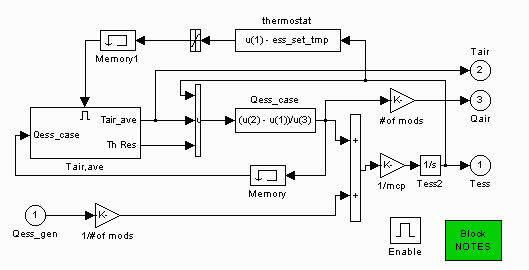 thermostat
u(1) - ess_set_tmp
Memory1
Tair
2
Qess_case
Tair_ave
Qess_case
Th Res
Tair,ave
(u(2) - u(1))/u(3)
K-
#of mods
3
Qair
+
+
K-
1/mcp
1/s
Tess2
1
Tess
Memory
1
Qess_gen
K-
1/#of mods
Enable
Block
NOTES